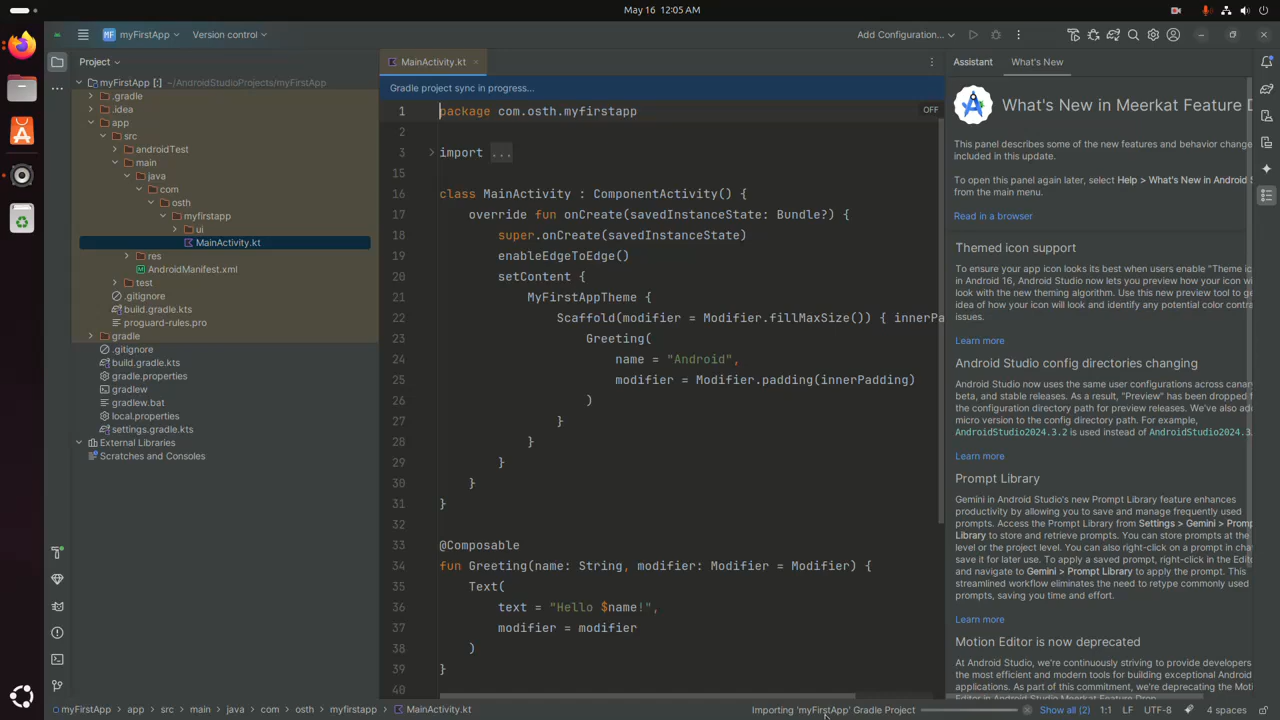 May 16 12:05 AM
MF myFirstApp
Version control
Add Configuration...
Project
myFirstApp [:] ~/AndroidStudioProjects/myFirstApp
.gradle
.idea
app
src
androidTest
main
java
com
osth
myfirstapp
ui
MainActivity.kt
res
AndroidManifest.xml
test
.gitignore
build.gradle.kts
proguard-rules.pro
gradle
.gitignore
build.gradle.kts
gradle.properties
gradlew
gradlew.bat
local.properties
settings.gradle.kts
External Libraries
Scratches and Consoles
MainActivity.kt
Gradle project sync in progress...
OFF
1 package com.osth.myfirstapp
2
3 import ...
15
16 class MainActivity : ComponentActivity() {
17 override fun onCreate(savedInstanceState: Bundle?) {
18 super.onCreate(savedInstanceState)
19 enableEdgeToEdge()
20 setContent {
21 MyFirstAppTheme {
22 Scaffold(modifier = Modifier.fillMaxSize()) { innerPa
23 Greeting(
24 name = "Android",
25 modifier = Modifier.padding(innerPadding)
26 )
27 }
28 }
29 }
30 }
31 }
32
33 @Composable
34 fun Greeting(name: String, modifier: Modifier = Modifier) {
35 Text(
36 text = "Hello $name!",
37 modifier = modifier
38 )
39 }
40
Assistant What's New
What's New in Meerkat Feature D
This panel describes some of the new features and behavior change
included in this update.
To open this panel again later, select Help > What's New in Android S
from the main menu.
Read in a browser
Themed icon support
To ensure your app icon looks its best when users enable "Theme ic
in Android 16, Android Studio now lets you preview how your icon wi
look with the new theming algorithm. Use this new preview tool to ge
idea of how your icon will appear and find any potential color contra
issues.
Learn more
Android Studio config directories changing
Android Studio now uses the same user configurations across canar
beta, and stable releases. As a result, "Preview" has been dropped f
the configuration directory path for preview releases. We've also ad
micro version to the config directory path. For example,
AndroidStudio2024.3.2 is used instead of AndroidStudio2024.3.
Learn more
Prompt Library
Gemini in Android Studio's new Prompt Library feature enhances
productivity by allowing you to save and manage frequently used
prompts. Access the Prompt Library from Settings > Gemini > Promp
Library to store and retrieve prompts. You can store prompts at the
level or the project level. You can also right-click on a prompt in cha
save it for later use. To apply a saved prompt, right-click in the Edito
and navigate to Gemini > Prompt Library to apply the prompt. This
streamlined workflow eliminates the need to retype commonly used
prompts, saving you time and effort.
Learn more
Motion Editor is now deprecated
At Android Studio, we're continuously striving to provide developers
the most efficient and modern tools for building exceptional Android
applications. As part of this commitment, we're deprecating the Mot
Editor in Android Studio Meerkat Feature Drop.
myFirstApp > app > src > main > java > com > osth > myfirstapp > MainActivity.kt
Importing 'myFirstApp' Gradle Project
Show all (2)
1:1 LF UTF-8 4 spaces